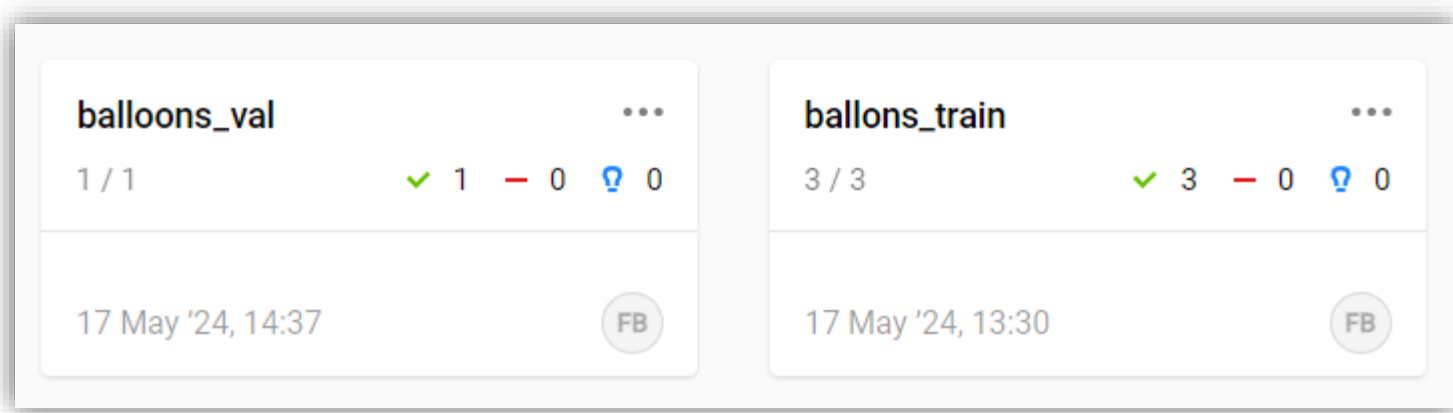 balloons_val
1 / 1 1 0 0
17 May '24, 14:37 FB
ballons_train
3 / 3 3 0 0
17 May '24, 13:30 FB